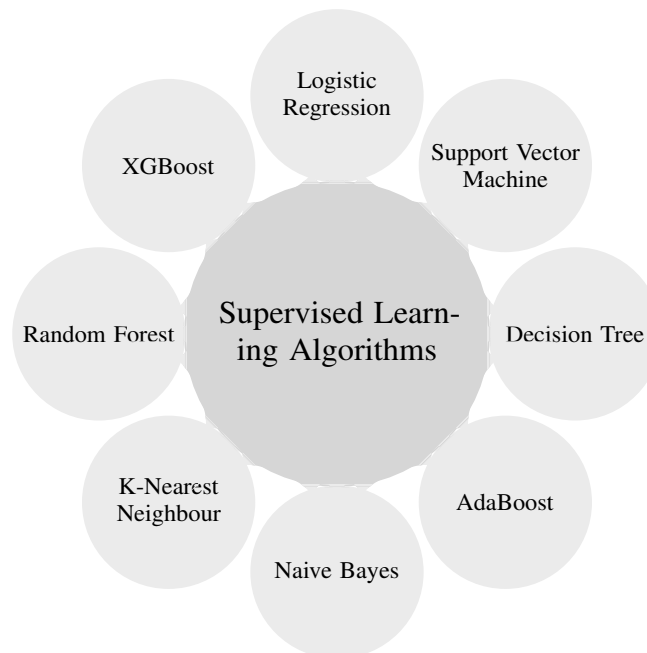 Logistic
Regression
XGBoost
Support Vector
Machine
Supervised Learn-
ing Algorithms
Random Forest
Decision Tree
K-Nearest
Neighbour
AdaBoost
Naive Bayes